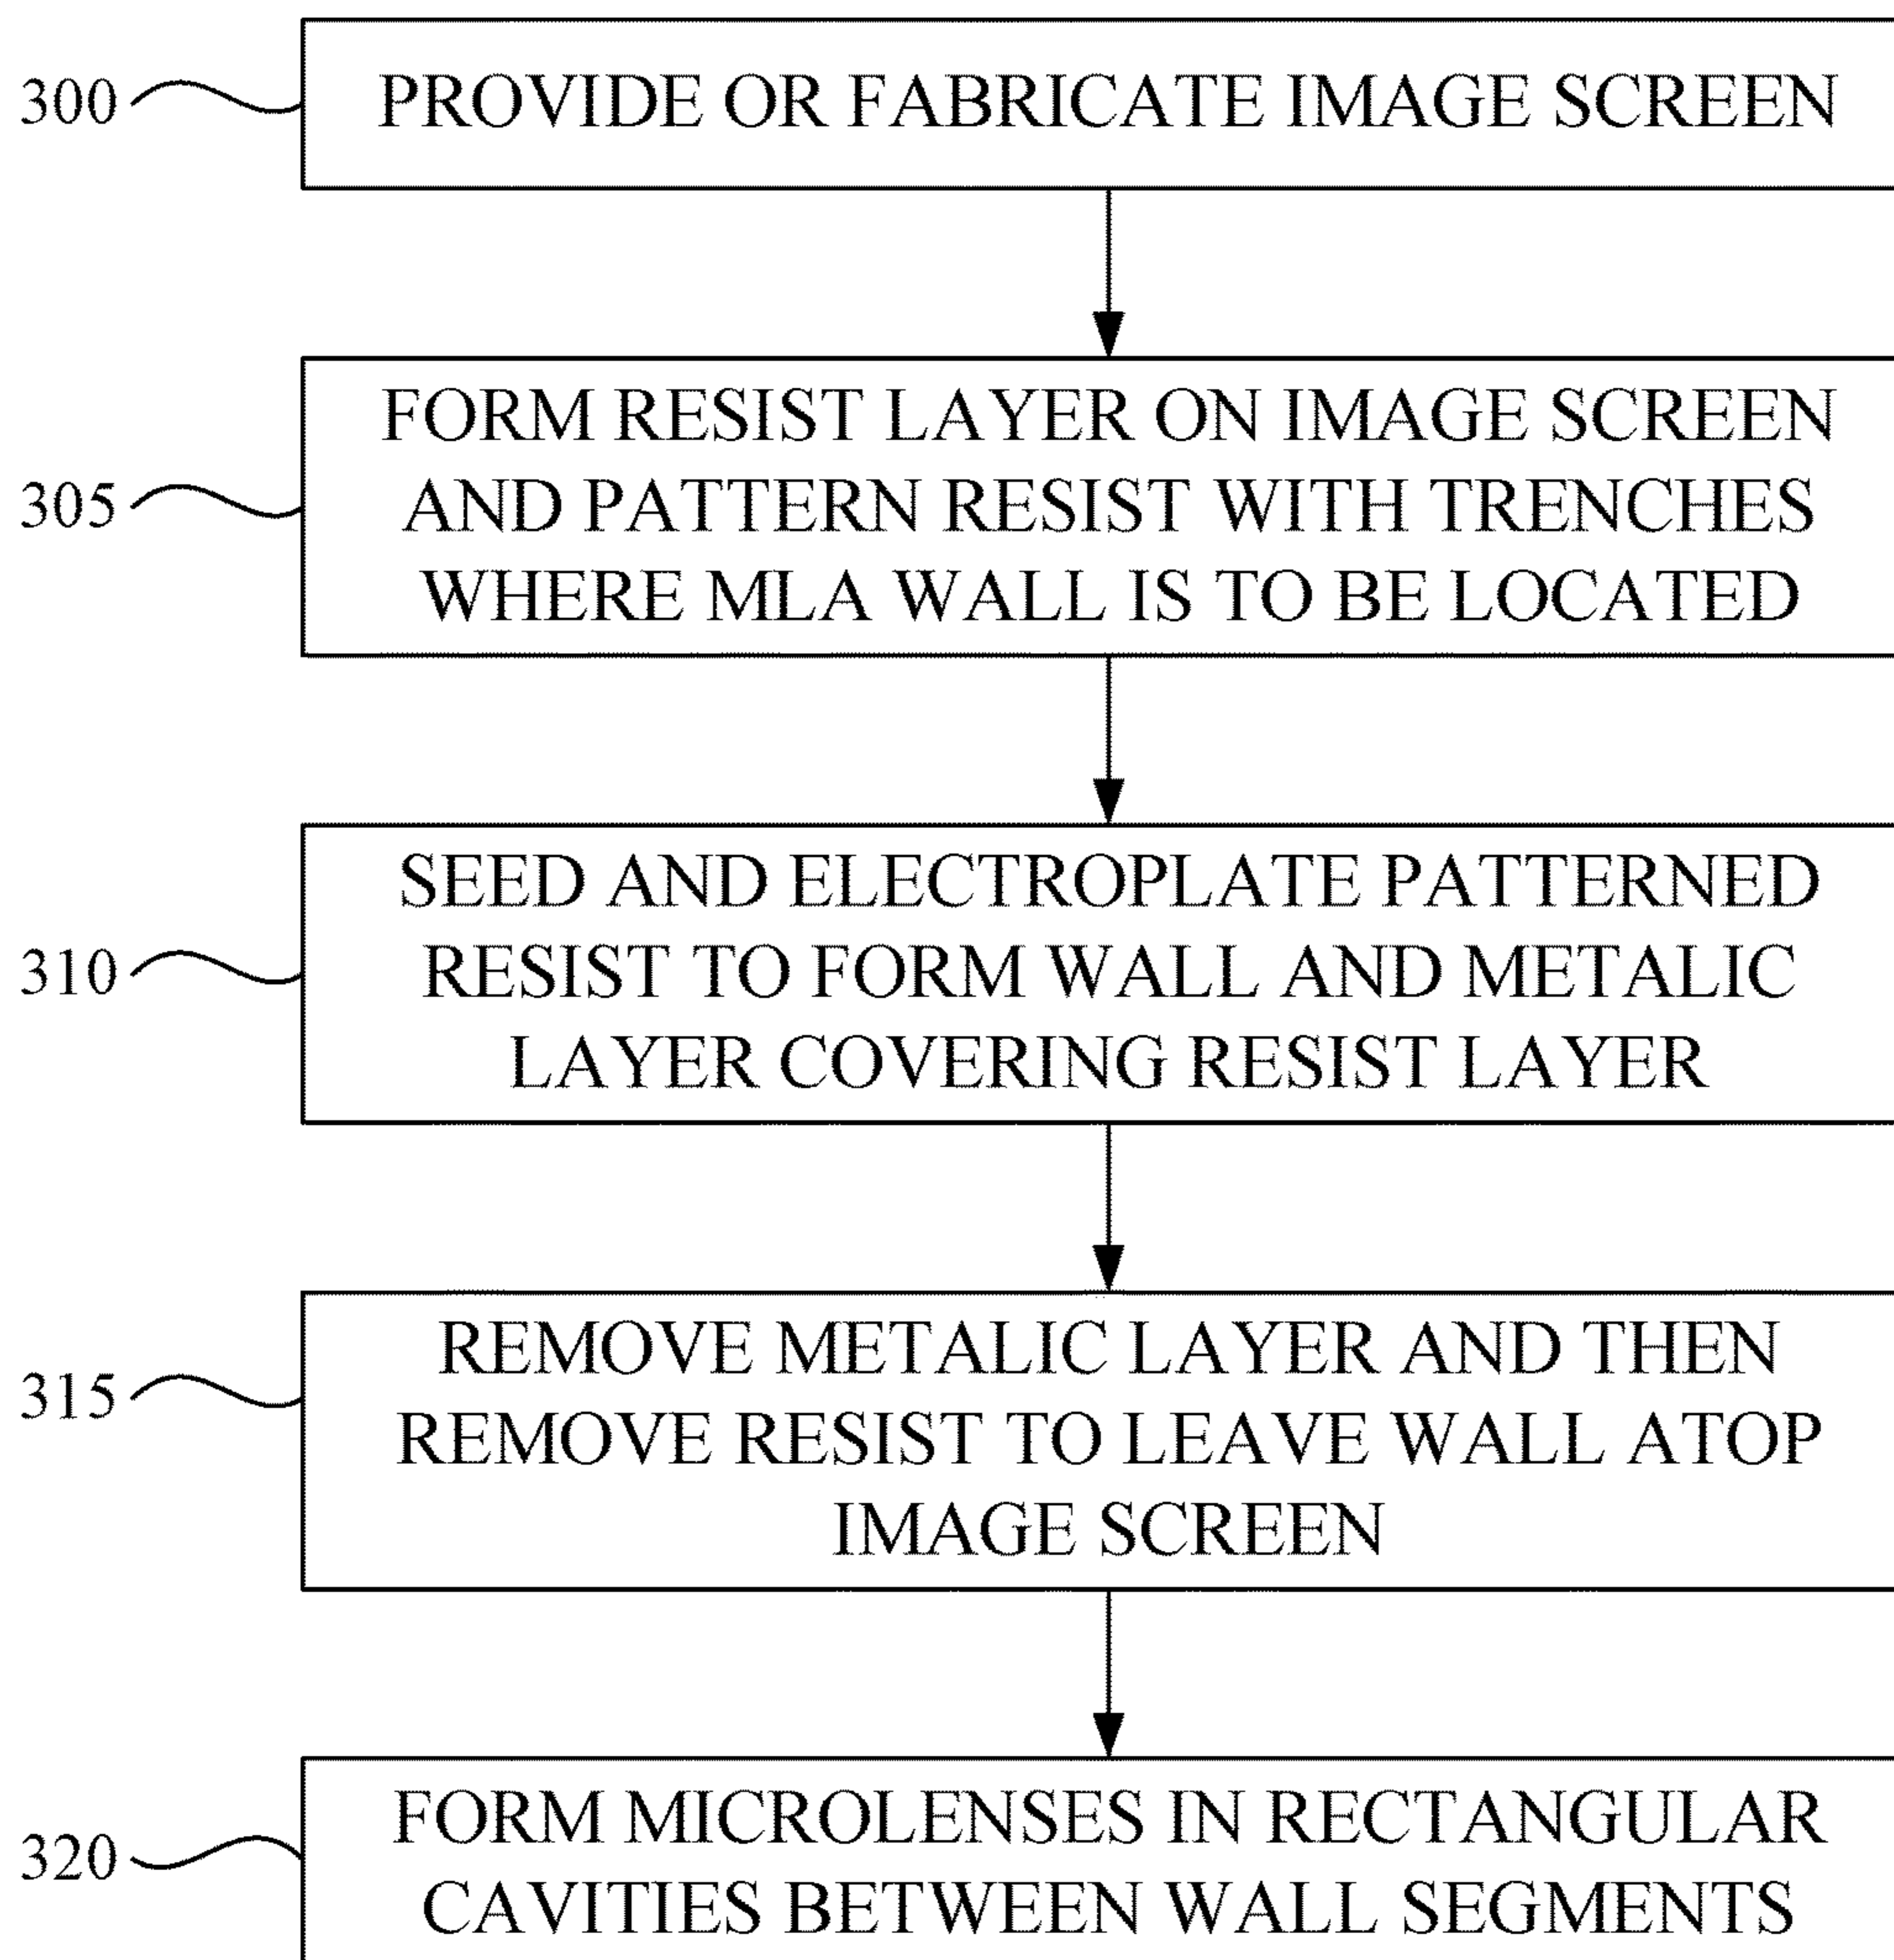 300
PROVIDE OR FABRICATE IMAGE SCREEN
305
FORM RESIST LAYER ON IMAGE SCREEN
AND PATTERN RESIST WITH TRENCHES
WHERE MLA WALL IS TO BE LOCATED
310
SEED AND ELECTROPLATE PATTERNED
RESIST TO FORM WALL AND METALIC
LAYER COVERING RESIST LAYER
315
REMOVE METALIC LAYER AND THEN
REMOVE RESIST TO LEAVE WALL ATOP
IMAGE SCREEN
320
FORM MICROLENSES IN RECTANGULAR
CAVITIES BETWEEN WALL SEGMENTS